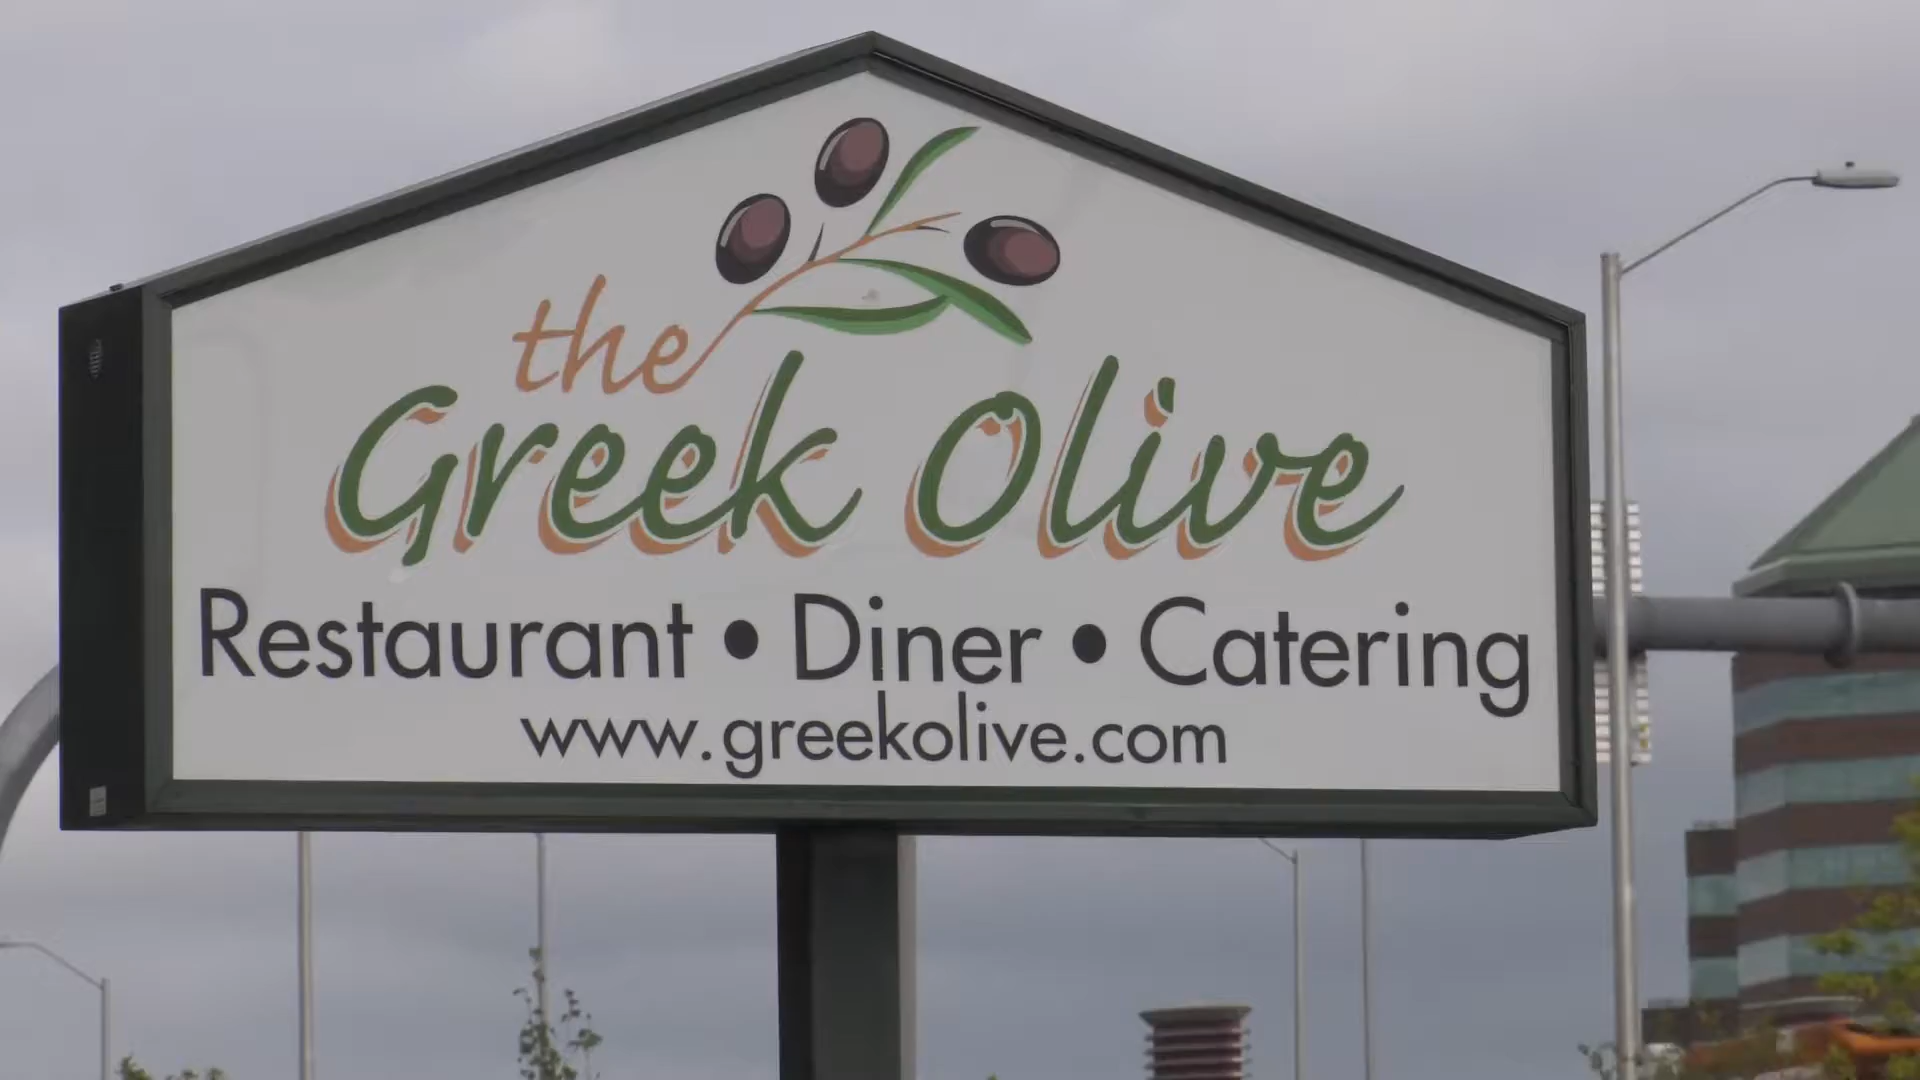 the
Greek Olive
Restaurant • Diner • Catering
www.greekolive.com